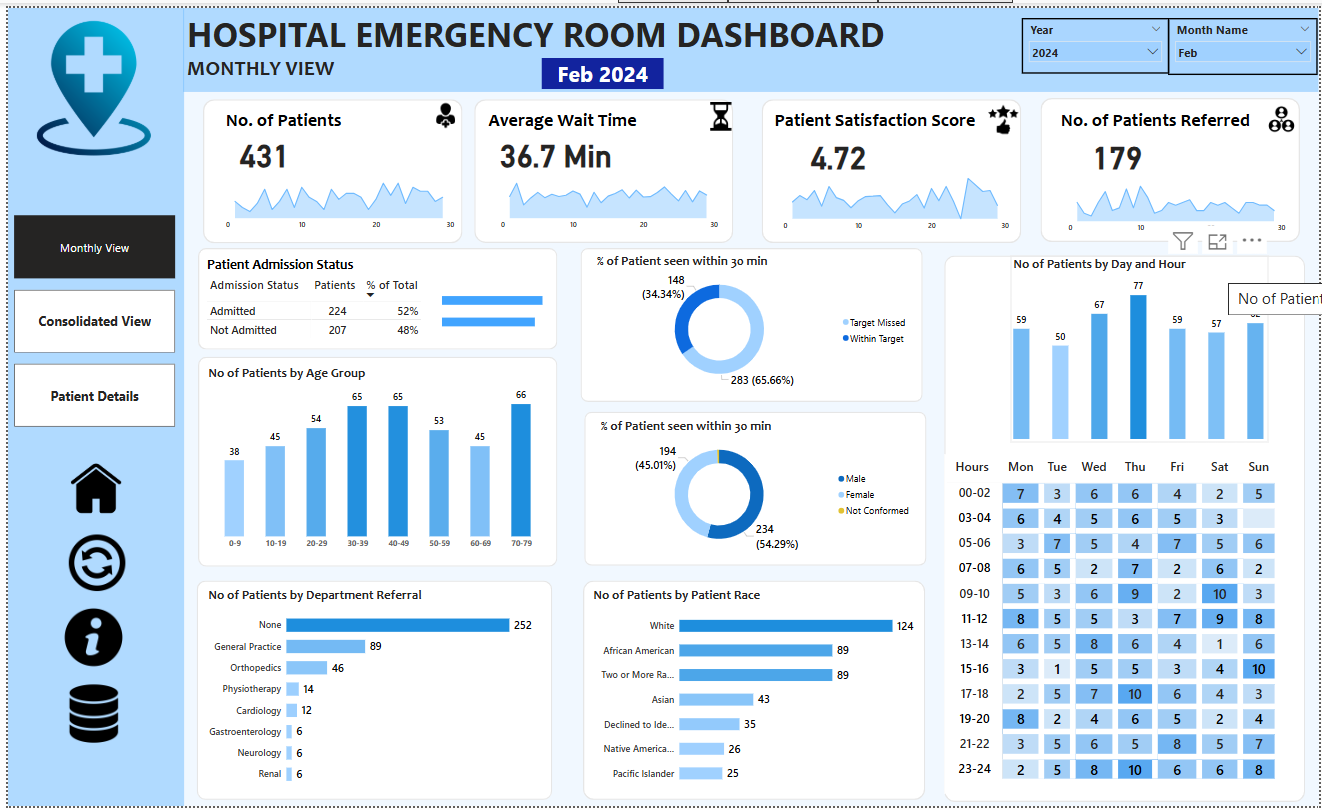 HOSPITAL EMERGENCY ROOM DASHBOARD
MONTHLY VIEW
Feb 2024
Year
2024
Month Name
Feb
Monthly View
Consolidated View
Patient Details
No. of Patients
431
0 10 20 30
Average Wait Time
36.7 Min
0 10 20 30
Patient Satisfaction Score
4.72
0 10 20 30
No. of Patients Referred
179
0 10 20 30
Patient Admission Status
Admission Status Patients % of Total
Admitted 224 52%
Not Admitted 207 48%
% of Patient seen within 30 min
148
(34.34%)
283 (65.66%)
Target Missed
Within Target
No of Patients by Age Group
38 45 54 65 65 53 45 66
0-9 10-19 20-29 30-39 40-49 50-59 60-69 70-79
% of Patient seen within 30 min
194
(45.01%)
234
(54.29%)
Male
Female
Not Conformed
No of Patients by Department Referral
None 252
General Practice 89
Orthopedics 46
Physiotherapy 14
Cardiology 12
Gastroenterology 6
Neurology 6
Renal 6
No of Patients by Patient Race
White 124
African American 89
Two or More Ra... 89
Asian 43
Declined to Ide... 35
Native America... 26
Pacific Islander 25
No of Patients by Day and Hour
No of Patient
59 50 67 77 59 57
Hours Mon Tue Wed Thu Fri Sat Sun
00-02 7 3 6 6 4 2 5
03-04 6 4 5 6 5 3
05-06 3 7 5 4 7 5 6
07-08 6 5 2 7 2 6 2
09-10 5 3 6 9 2 10 3
11-12 8 5 5 3 7 9 8
13-14 6 5 8 6 4 1 6
15-16 3 1 5 5 3 4 10
17-18 2 5 7 10 6 4 3
19-20 8 2 4 6 5 2 4
21-22 3 5 6 5 8 5 7
23-24 2 5 8 10 6 6 8